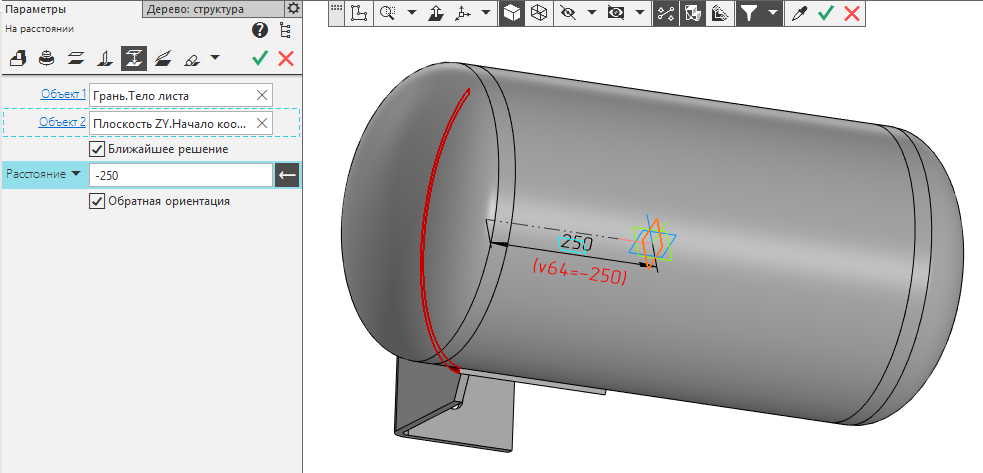 Параметры
Дерево: структура
На расстоянии
Объект 1
Грань.Тело листа
Объект 2
Плоскость ZY.Начало коо...
Ближайшее решение
Расстояние
-250
Обратная ориентация
250
(v64=-250)